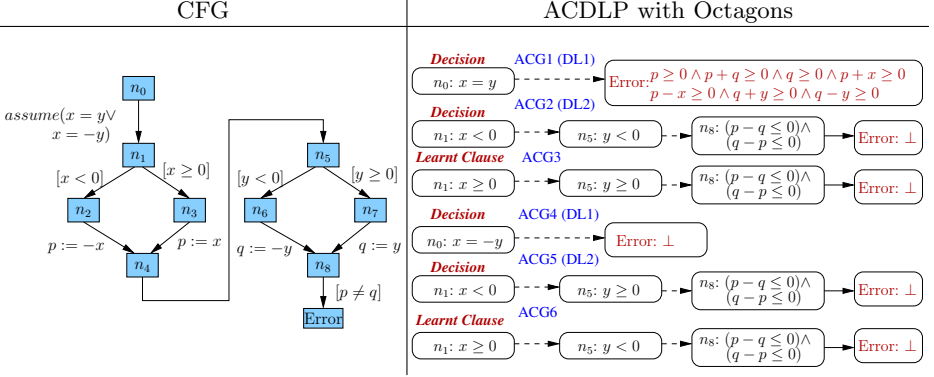 CFG
ACDLP with Octagons
n₀
assume(x = y∨
x = −y)
n₁
[x < 0]
[x ≥ 0]
n₂
n₃
p := −x
p := x
n₄
n₅
[y < 0]
[y ≥ 0]
n₆
n₇
q := −y
q := y
n₈
[p ≠ q]
Error
Decision
ACG1 (DL1)
n₀: x = y
Error: p ≥ 0 ∧ p + q ≥ 0 ∧ q ≥ 0 ∧ p + x ≥ 0
p − x ≥ 0 ∧ q + y ≥ 0 ∧ q − y ≥ 0
Decision
ACG2 (DL2)
n₁: x < 0
n₅: y < 0
n₈: (p − q ≤ 0)∧
(q − p ≤ 0)
Error: ⊥
Learnt Clause
ACG3
n₁: x ≥ 0
n₅: y ≥ 0
n₈: (p − q ≤ 0)∧
(q − p ≤ 0)
Error: ⊥
Decision
ACG4 (DL1)
n₀: x = −y
Error: ⊥
Decision
ACG5 (DL2)
n₁: x < 0
n₅: y ≥ 0
n₈: (p − q ≤ 0)∧
(q − p ≤ 0)
Error: ⊥
Learnt Clause
ACG6
n₁: x ≥ 0
n₅: y < 0
n₈: (p − q ≤ 0)∧
(q − p ≤ 0)
Error: ⊥